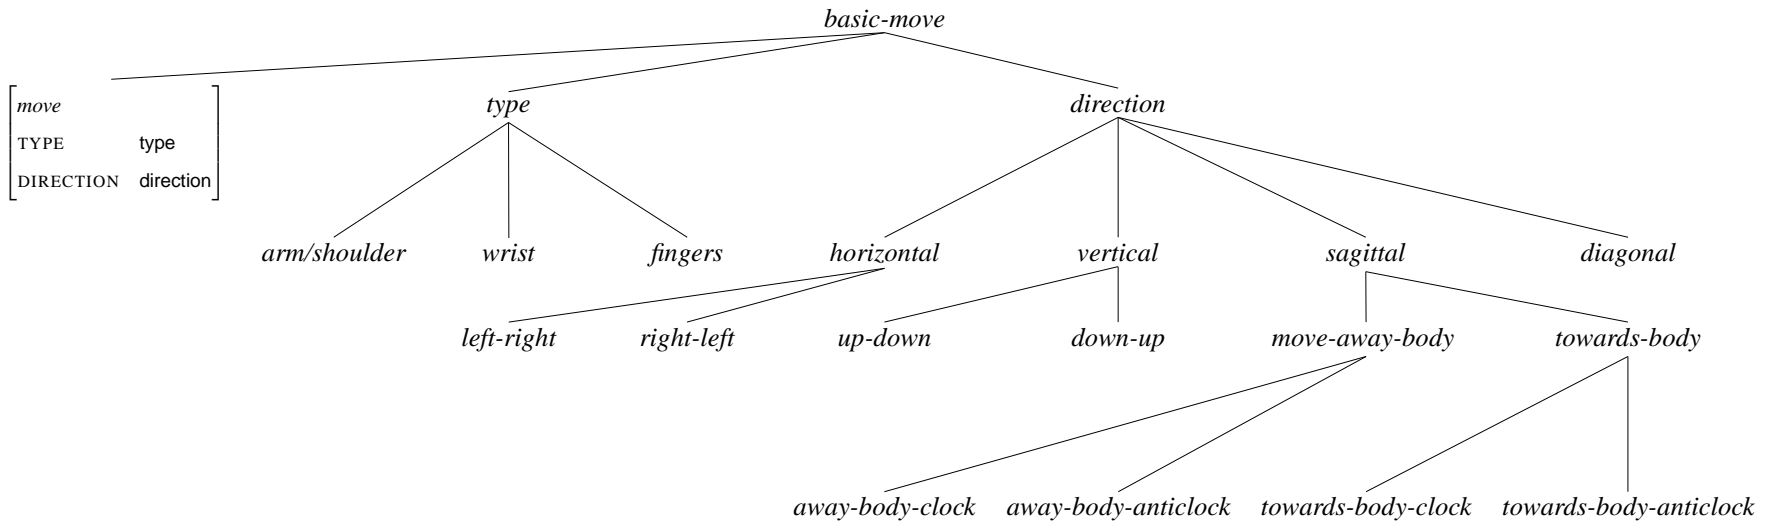 basic-move
move
TYPE type
DIRECTION direction
type
direction
arm/shoulder wrist fingers horizontal vertical sagittal diagonal
left-right right-left up-down down-up move-away-body towards-body
away-body-clock away-body-anticlock towards-body-clock towards-body-anticlock